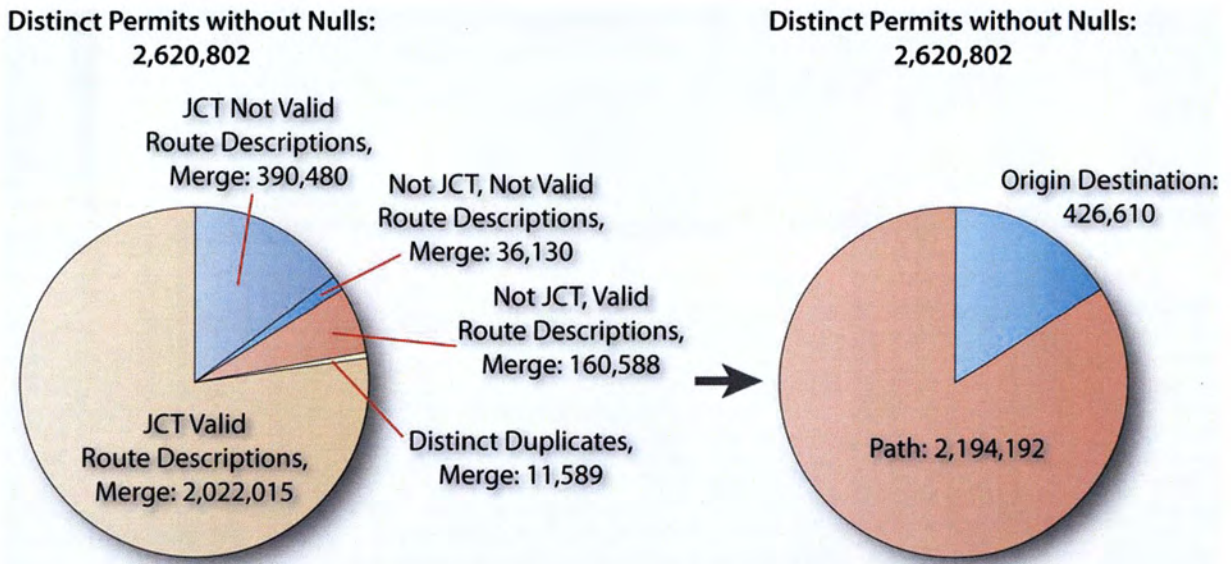 Distinct Permits without Nulls:
2,620,802
JCT Not Valid
Route Descriptions,
Merge: 390,480
Not JCT, Not Valid
Route Descriptions,
Merge: 36,130
Not JCT, Valid
Route Descriptions,
Merge: 160,588
Distinct Duplicates,
Merge: 11,589
JCT Valid
Route Descriptions,
Merge: 2,022,015
Distinct Permits without Nulls:
2,620,802
Origin Destination:
426,610
Path: 2,194,192